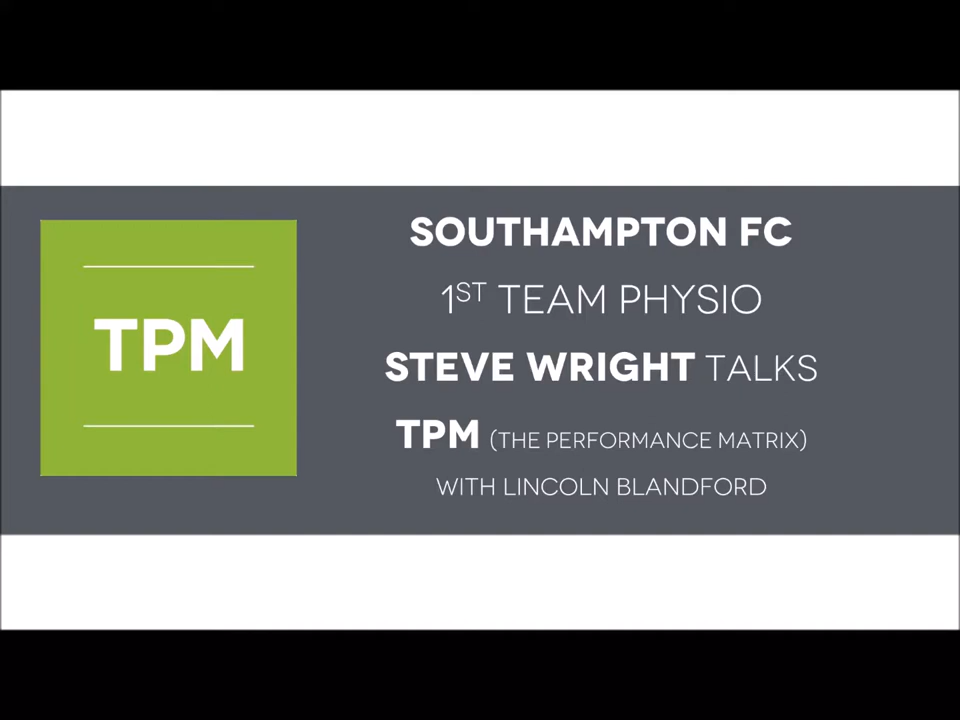 TPM
SOUTHAMPTON FC
1ST TEAM PHYSIO
STEVE WRIGHT TALKS
TPM (THE PERFORMANCE MATRIX)
WITH LINCOLN BLANDFORD